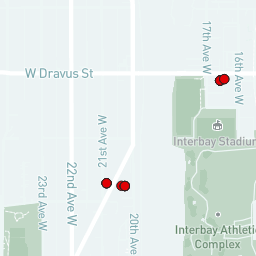 17th Ave W
16th Ave W
W Dravus St
21st Ave W
Interbay Stadium
22nd Ave W
23rd Ave W
20th Ave
Interbay Athletic
Complex